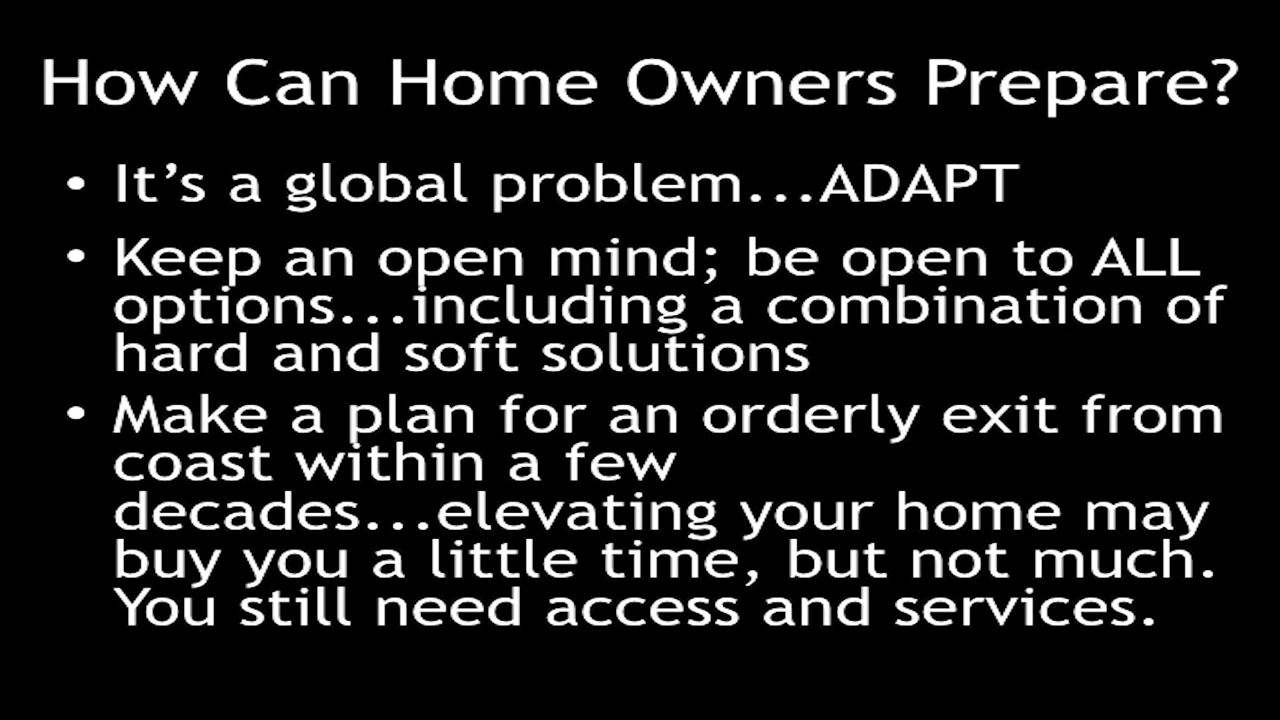 How Can Home Owners Prepare?
• It's a global problem...ADAPT
• Keep an open mind; be open to ALL
options...including a combination of
hard and soft solutions
• Make a plan for an orderly exit from
coast within a few
decades...elevating your home may
buy you a little time, but not much.
You still need access and services.